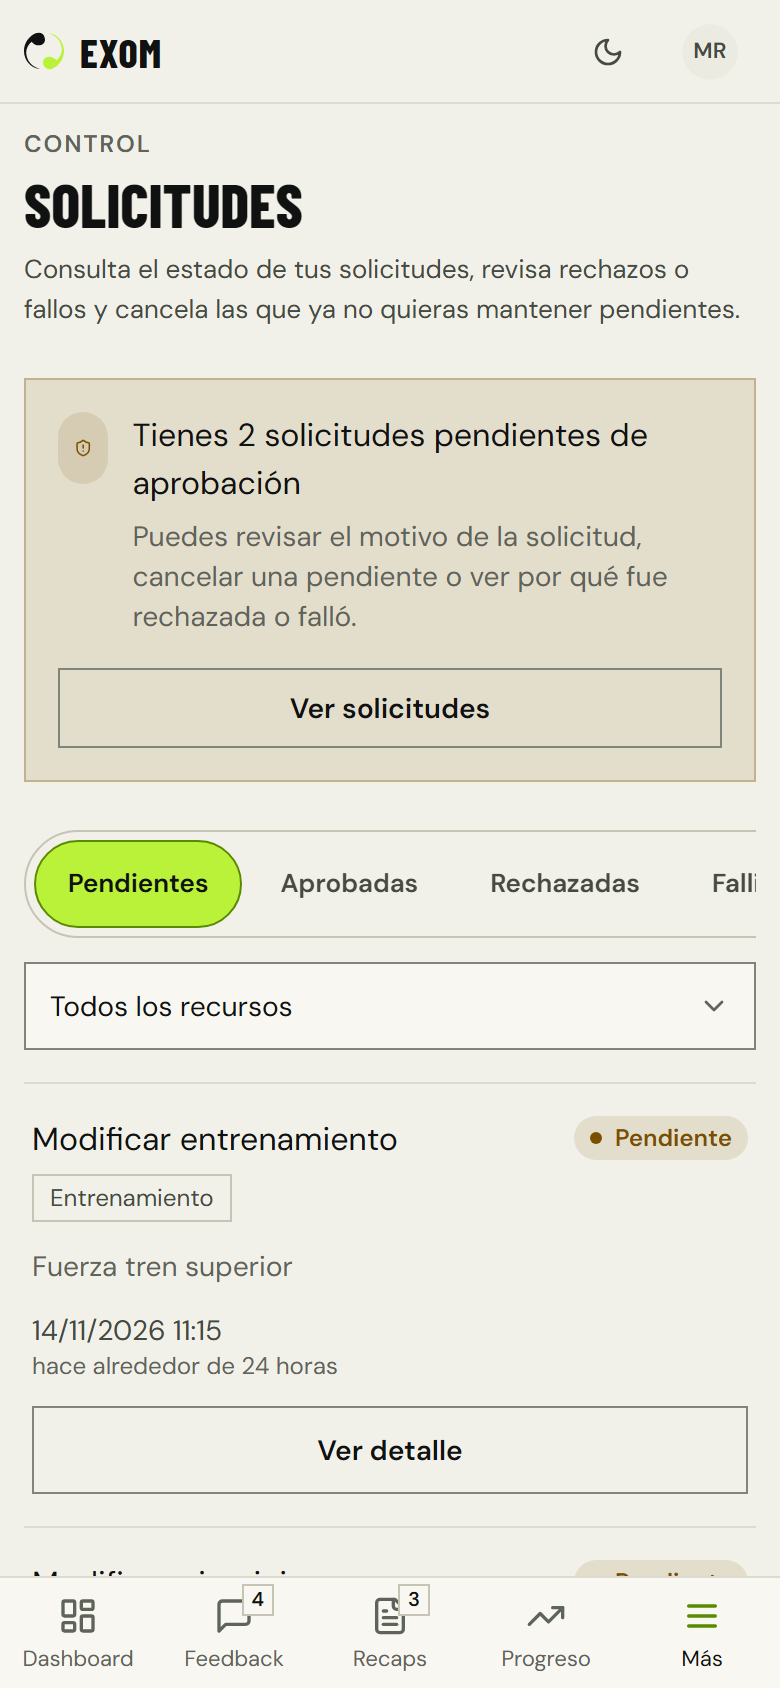 EXOM
MR
CONTROL
SOLICITUDES
Consulta el estado de tus solicitudes, revisa rechazos o
fallos y cancela las que ya no quieras mantener pendientes.
Tienes 2 solicitudes pendientes de
aprobación
Puedes revisar el motivo de la solicitud,
cancelar una pendiente o ver por qué fue
rechazada o falló.
Ver solicitudes
Pendientes Aprobadas Rechazadas
Todos los recursos
Modificar entrenamiento Pendiente
Entrenamiento
Fuerza tren superior
14/11/2026 11:15
hace alrededor de 24 horas
Ver detalle
4 3
Dashboard Feedback Recaps Progreso Más